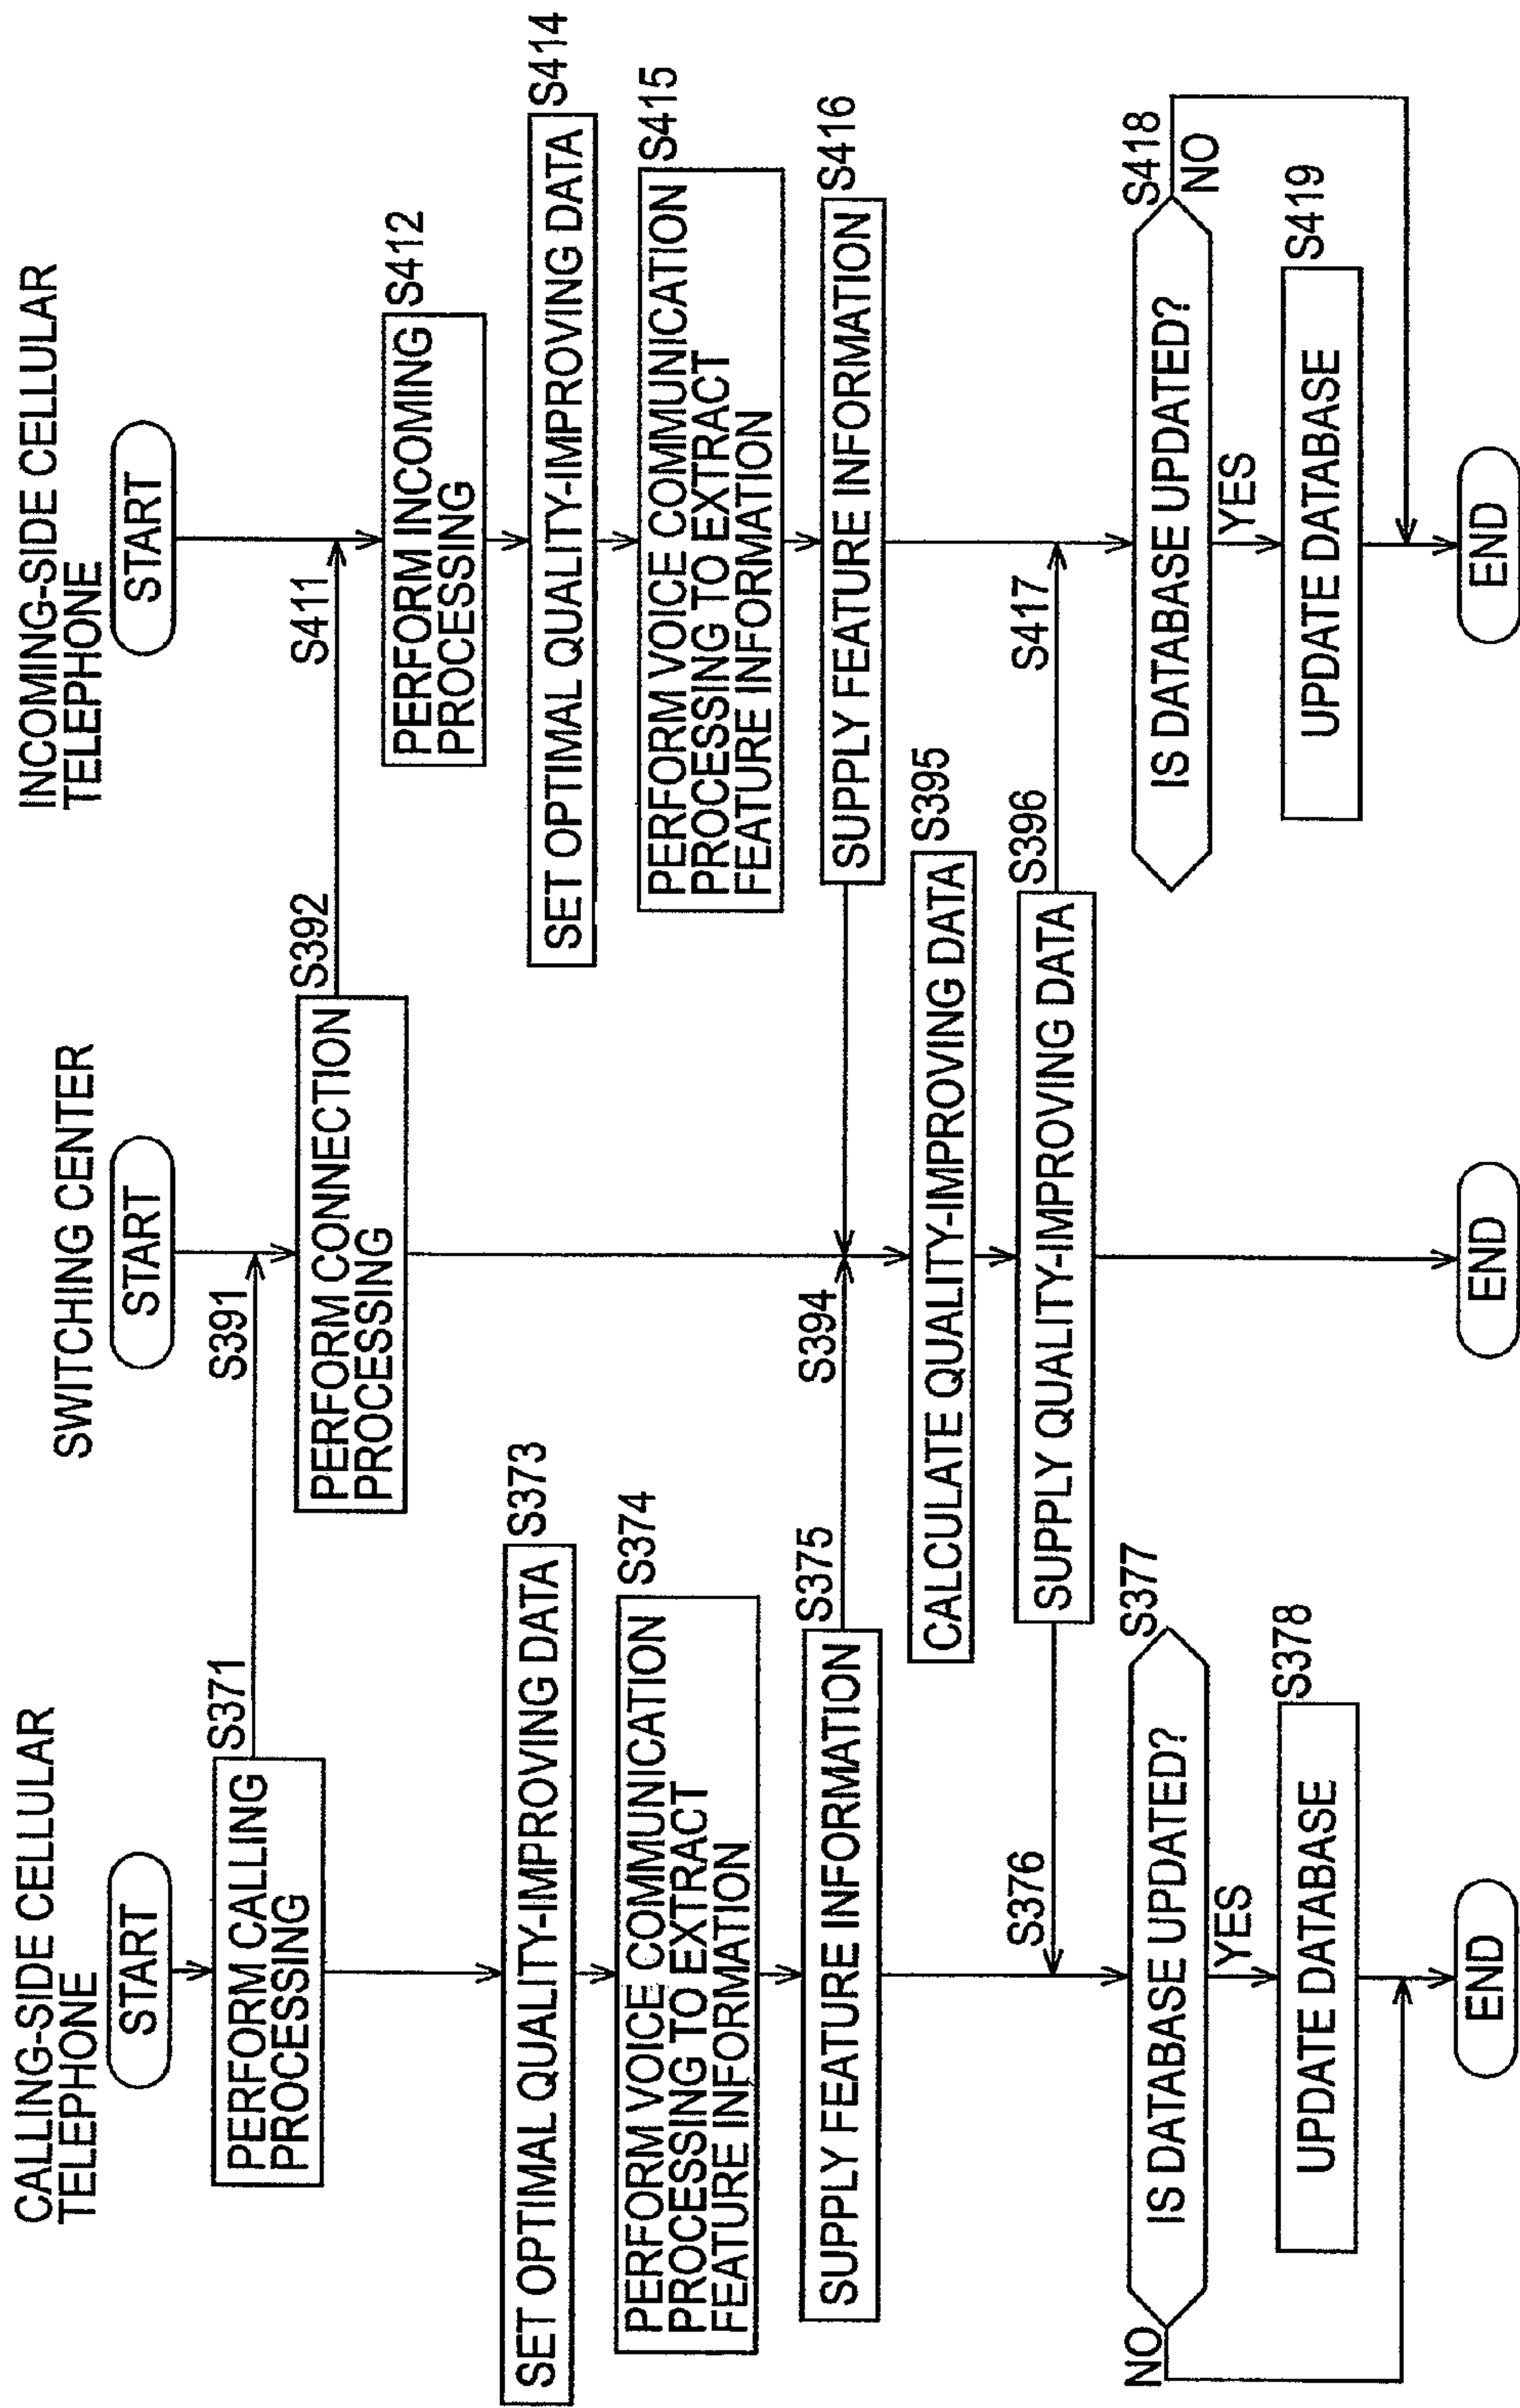 CALLING-SIDE CELLULAR
TELEPHONE
START
PERFORM CALLING
PROCESSING
S371
SET OPTIMAL QUALITY-IMPROVING DATA
S373
PERFORM VOICE COMMUNICATION
PROCESSING TO EXTRACT
FEATURE INFORMATION
S374
SUPPLY FEATURE INFORMATION
S375
S376
IS DATABASE UPDATED?
S377
NO
YES
UPDATE DATABASE
S378
END
SWITCHING CENTER
START
S391
PERFORM CONNECTION
PROCESSING
S392
S394
CALCULATE QUALITY-IMPROVING DATA
S395
SUPPLY QUALITY-IMPROVING DATA
S396
END
INCOMING-SIDE CELLULAR
TELEPHONE
START
S411
PERFORM INCOMING
PROCESSING
S412
SET OPTIMAL QUALITY-IMPROVING DATA
S414
PERFORM VOICE COMMUNICATION
PROCESSING TO EXTRACT
FEATURE INFORMATION
S415
SUPPLY FEATURE INFORMATION
S416
S417
IS DATABASE UPDATED?
S418
NO
YES
UPDATE DATABASE
S419
END